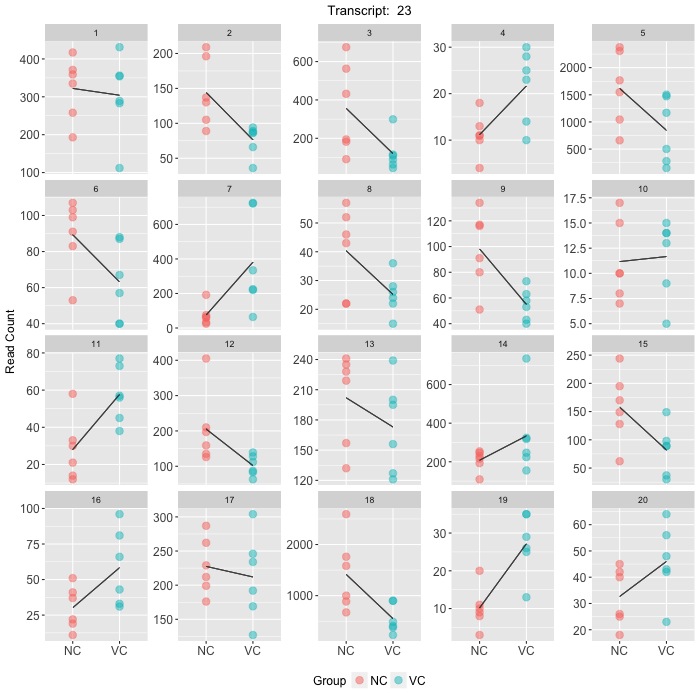 Transcript: 23
1 2 3 4 5
400 200 600 30 2000
300 150 400 20 1500
200 100 200 10 1000
100 50 500
6 7 8 9 10
100 600 50 120 17.5
80 400 40 100 15.0
60 200 30 80 12.5
40 0 20 60 10.0
40 7.5
5.0
Read Count
11 12 13 14 15
80 400 240 600 250
60 300 210 400 200
40 200 180 200 150
20 100 150 100
120 50
16 17 18 19 20
100 300 2000 30 60
75 250 1000 20 50
50 200 10 40
25 150 30
20
NC VC NC VC NC VC NC VC NC VC
Group NC VC